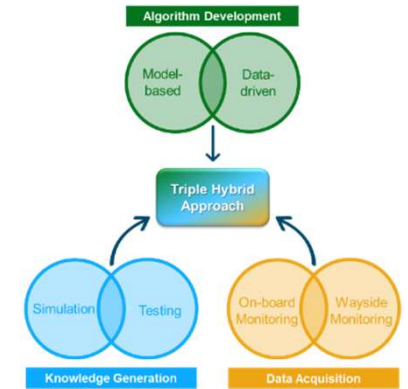 Algorithm Development
Model-
based
Data-
driven
Triple Hybrid
Approach
Simulation
Testing
On-board
Monitoring
Wayside
Monitoring
Knowledge Generation
Data Acquisition